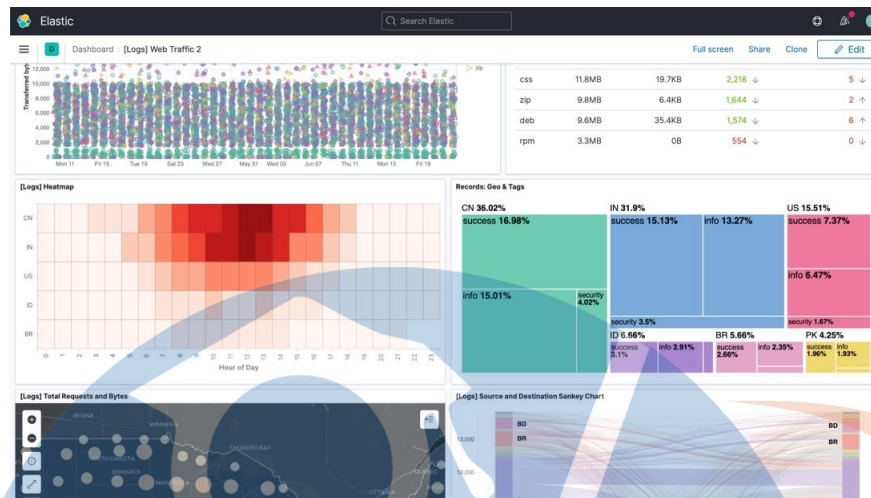 Elastic
Search Elastic
D
Dashboard / [Logs] Web Traffic 2
Full screen Share Clone Edit
Transferred byt
12,000
10,000
8,000
6,000
4,000
2,000
0
Mon 11 Fri 15 Tue 19 Sat 23 Wed 27 May 31 Wed 03 Jun 07 Thu 11 Mon 15 Fri 19
css 11.8MB 19.7KB 2,218 ↓ 5 ↓
zip 9.8MB 6.4KB 1,644 ↓ 2 ↑
deb 9.6MB 35.4KB 1,574 ↓ 6 ↑
rpm 3.3MB 0B 554 ↓ 0 ↓
[Logs] Heatmap
CN
IN
US
ID
BR
0 1 2 3 4 5 6 7 8 9 10 11 12 13 14 15 16 17 18 19 20 21 22 23
Hour of Day
Records: Geo & Tags
CN 36.02% IN 31.9% US 15.51%
success 16.98% success 15.13% info 13.27% success 7.37%
info 6.47%
info 15.01% security 4.02%
security 3.5% security 1.67%
ID 6.66% BR 5.66% PK 4.25%
success 3.1% info 2.91% success 2.66% info 2.35% success 1.96% info 1.93%
[Logs] Total Requests and Bytes
REGINA
WINNIPEG
THUNDER BAY
NORTH DAKOTA
BISMARCK
OTTAWA
[Logs] Source and Destination Sankey Chart
BD BD
BR BR
13,000
12,000